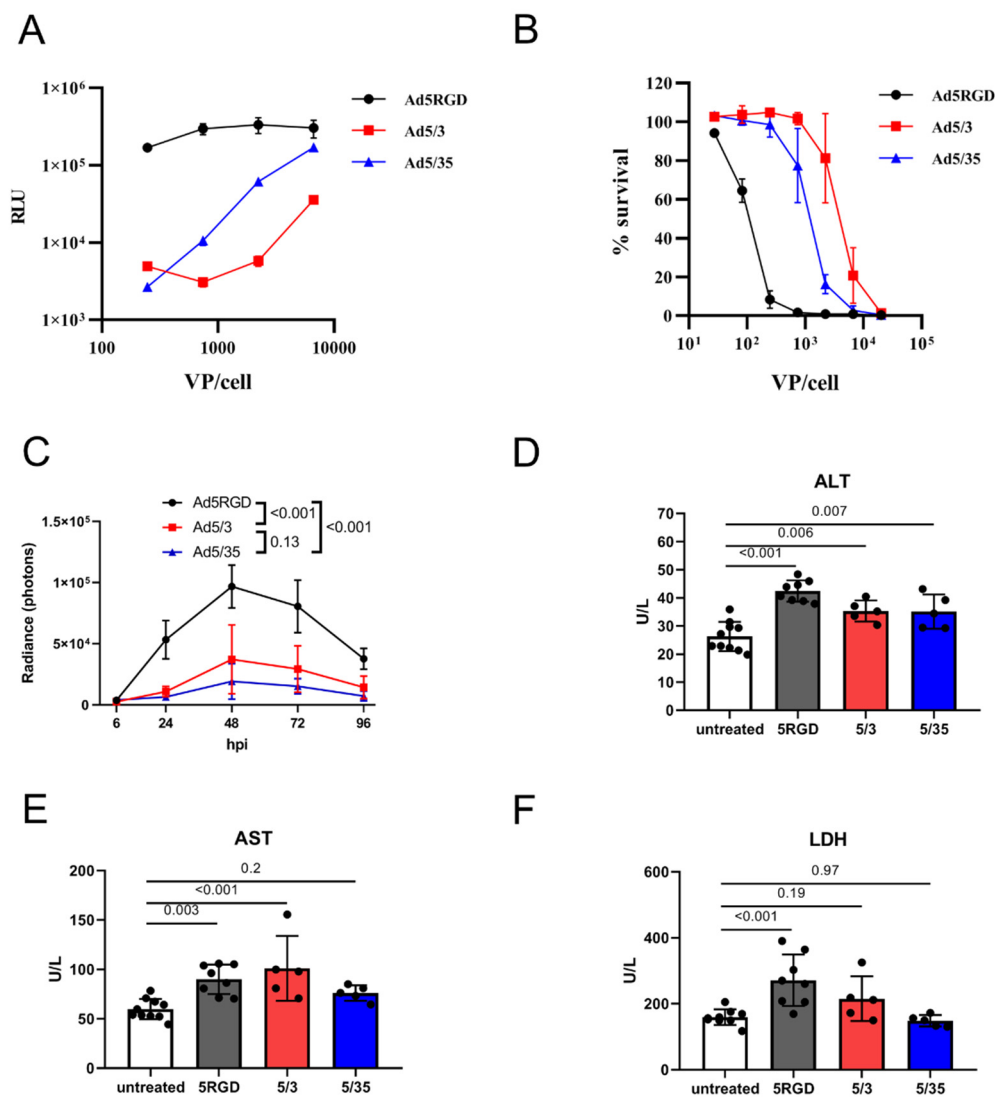 A
1×10⁶
1×10⁵
1×10⁴
1×10³
RLU
100
1000
10000
VP/cell
Ad5RGD
Ad5/3
Ad5/35
B
120
100
80
60
40
20
0
% survival
10¹
10²
10³
10⁴
10⁵
VP/cell
Ad5RGD
Ad5/3
Ad5/35
C
Ad5RGD
Ad5/3
Ad5/35
<0.001
0.13
<0.001
1.5×10⁵
1×10⁵
5×10⁴
0
Radiance (photons)
6
24
48
72
96
hpi
D
ALT
0.007
0.006
<0.001
70
60
50
40
30
20
10
0
U/L
untreated
5RGD
5/3
5/35
E
AST
0.2
<0.001
0.003
200
150
100
50
0
U/L
untreated
5RGD
5/3
5/35
F
LDH
0.97
0.19
<0.001
600
400
200
0
U/L
untreated
5RGD
5/3
5/35